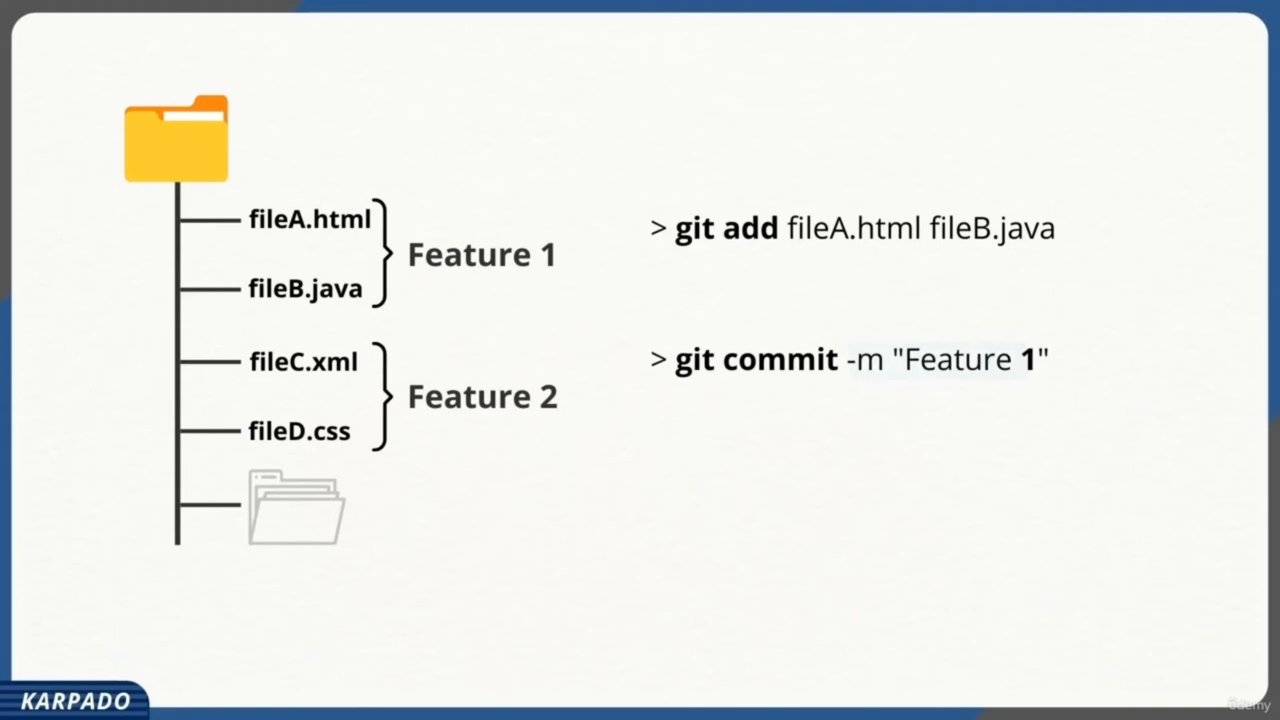 fileA.html
Feature 1
fileB.java
fileC.xml
Feature 2
fileD.css
> git add fileA.html fileB.java
> git commit -m "Feature 1"
KARPADO
ûdemy